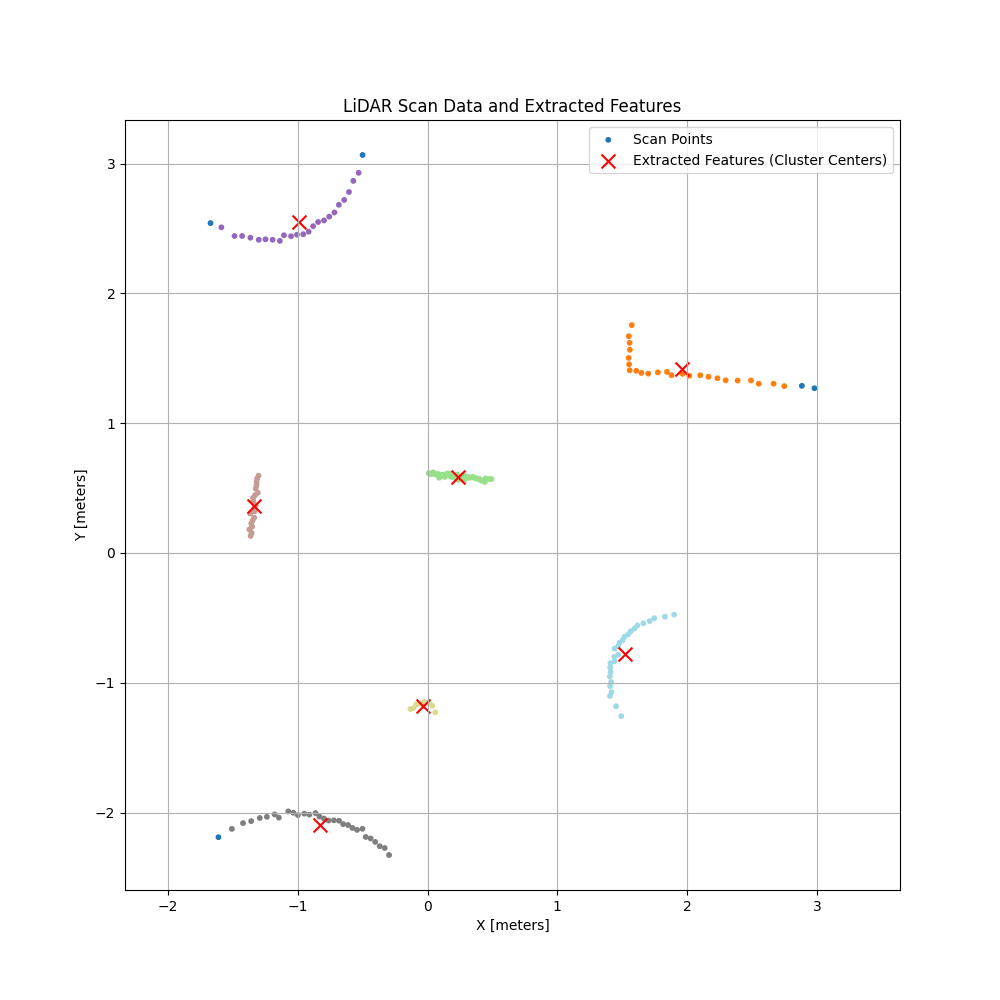 LiDAR Scan Data and Extracted Features
Scan Points
Extracted Features (Cluster Centers)
3
2
1
0
−1
−2
Y [meters]
−2
−1
0
1
2
3
X [meters]